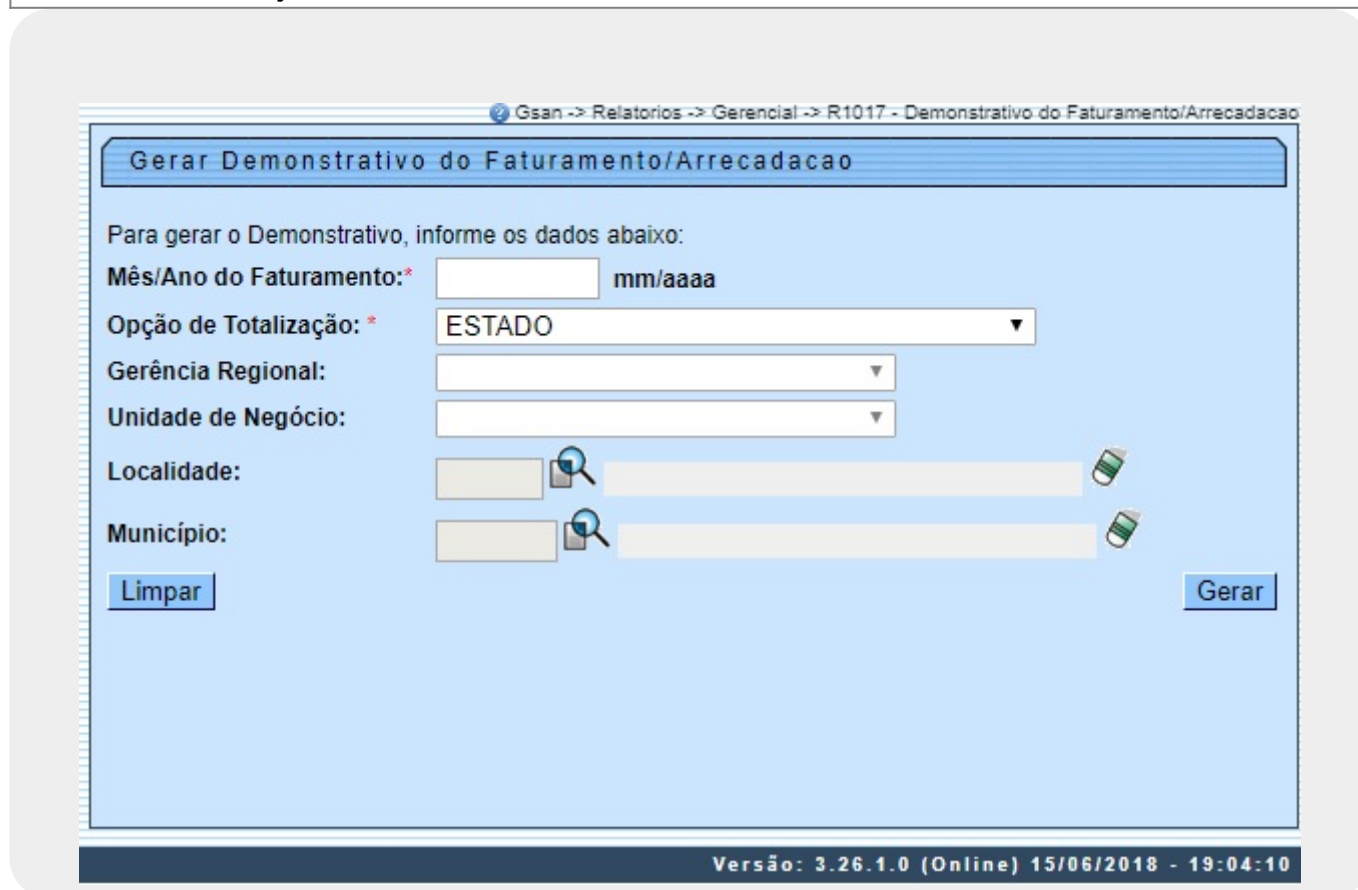 Gsan -> Relatorios -> Gerencial -> R1017 - Demonstrativo do Faturamento/Arrecadacao
Gerar Demonstrativo do Faturamento/Arrecadacao
Para gerar o Demonstrativo, informe os dados abaixo:
Mês/Ano do Faturamento:* mm/aaaa
Opção de Totalização: * ESTADO
Gerência Regional:
Unidade de Negócio:
Localidade:
Município:
Limpar Gerar
Versão: 3.26.1.0 (Online) 15/06/2018 - 19:04:10